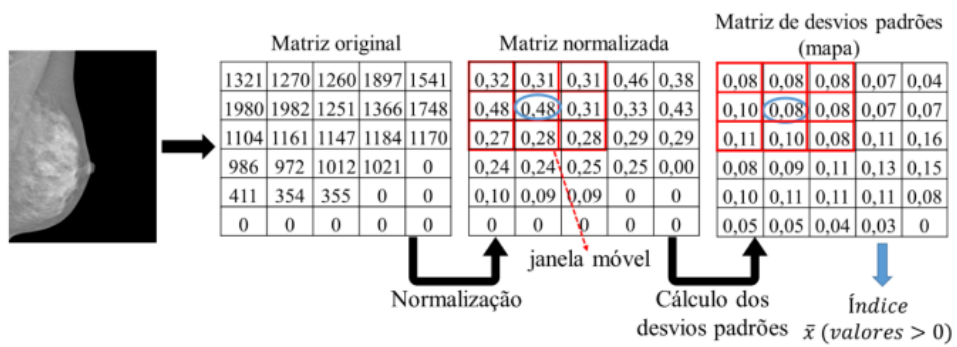 Matriz original
Matriz normalizada
Matriz de desvios padrões
(mapa)
1321 1270 1260 1897 1541
1980 1982 1251 1366 1748
1104 1161 1147 1184 1170
986 972 1012 1021 0
411 354 355 0 0
0 0 0 0 0
0,32 0,31 0,31 0,46 0,38
0,48 0,48 0,31 0,33 0,43
0,27 0,28 0,28 0,29 0,29
0,24 0,24 0,25 0,25 0,00
0,10 0,09 0,09 0 0
0 0 0 0 0
0,08 0,08 0,08 0,07 0,04
0,10 0,08 0,08 0,07 0,07
0,11 0,10 0,08 0,11 0,16
0,08 0,09 0,11 0,13 0,15
0,10 0,11 0,11 0,11 0,08
0,05 0,05 0,04 0,03 0
janela móvel
Normalização
Cálculo dos
desvios padrões
Índice
x̄ (valores > 0)